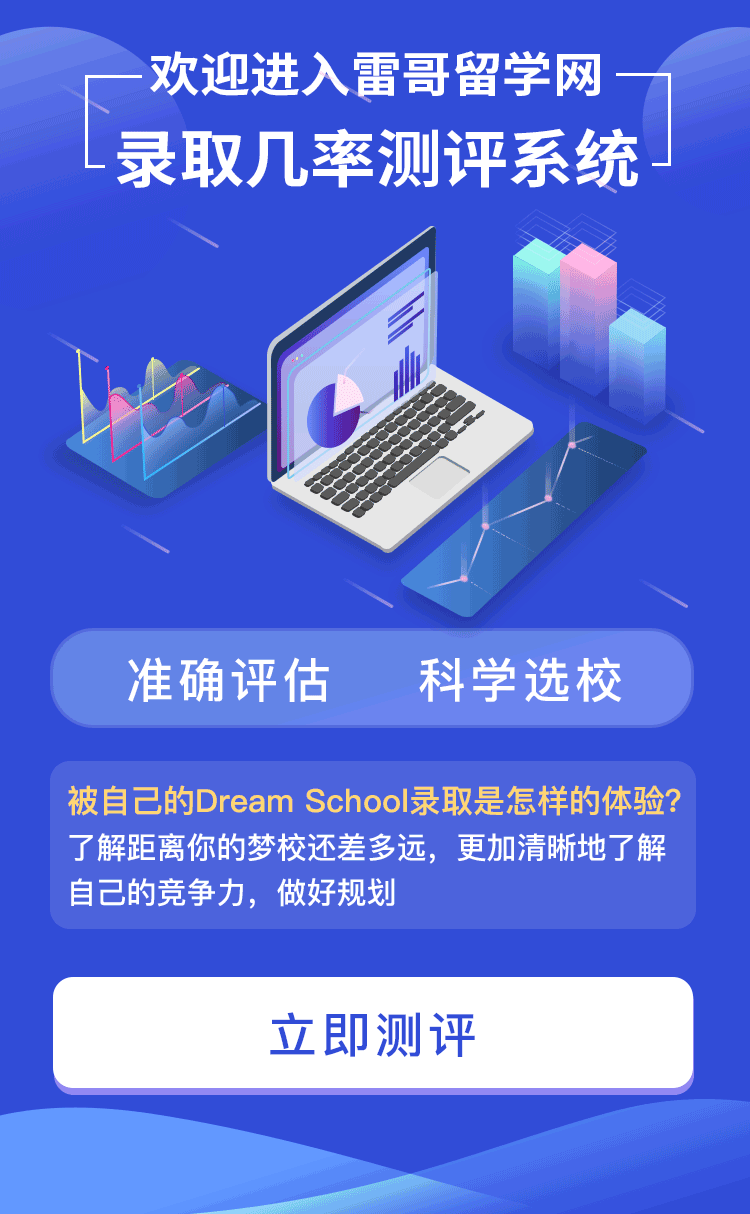 欢迎进入雷哥留学网
录取几率测评系统
准确评估 科学选校
被自己的Dream School录取是怎样的体验?
了解距离你的梦校还差多远，更加清晰地了解
自己的竞争力，做好规划
立即测评